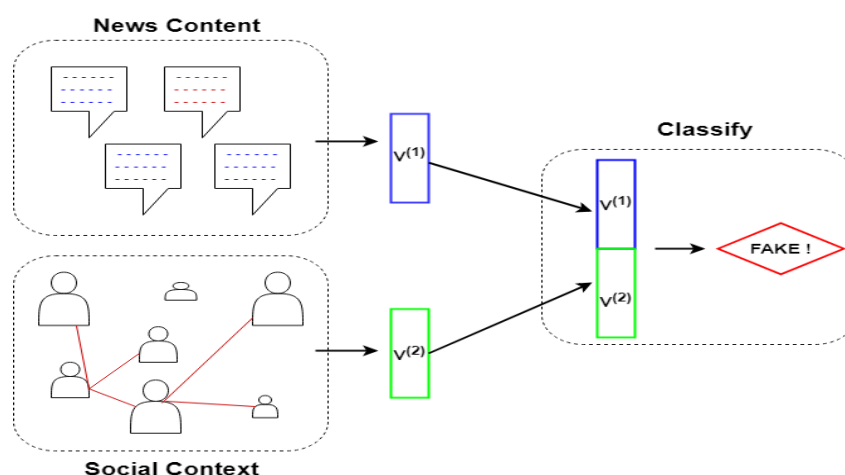 News Content
V(1)
Classify
V(1)
FAKE !
V(2)
V(2)
Social Context